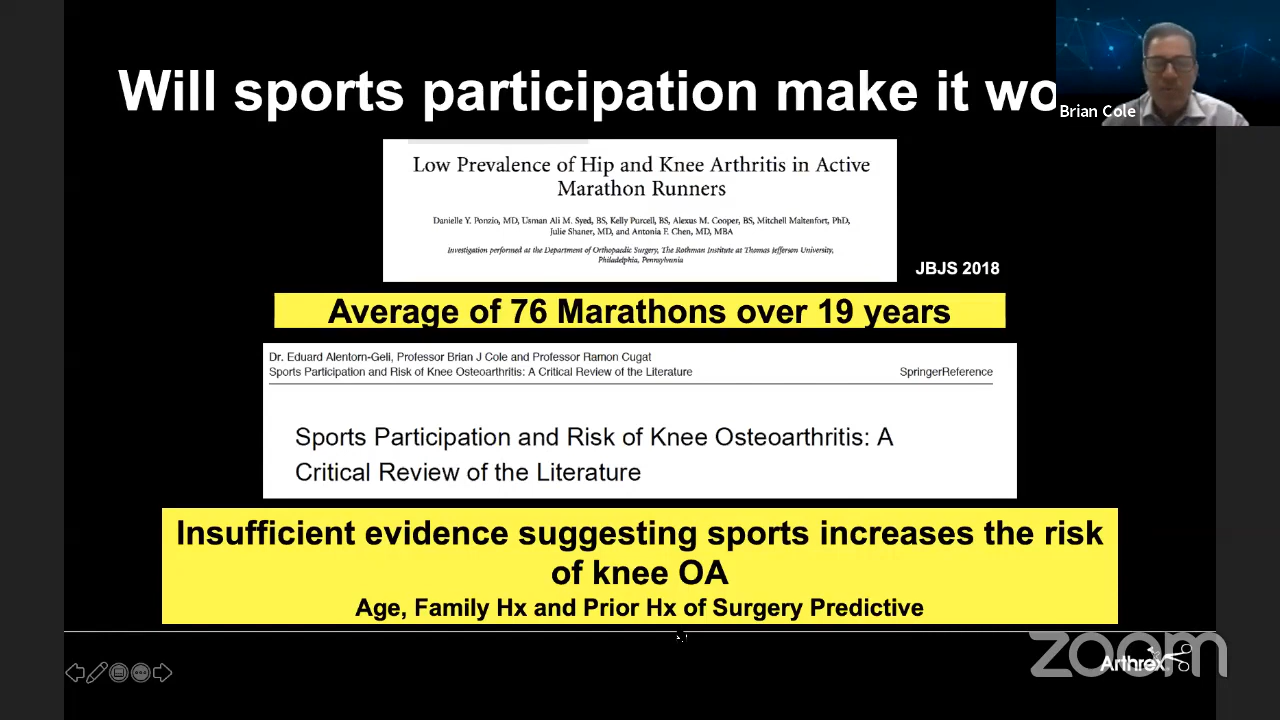 Will sports participation make it wo
Brian Cole
Low Prevalence of Hip and Knee Arthritis in Active
Marathon Runners
Danielle Y. Ponzio, MD, Usman Ali M. Syed, BS, Kelly Purcell, BS, Alexus M. Cooper, BS, Mitchell Maltenfort, PhD,
Julie Shaner, MD, and Antonia F. Chen, MD, MBA
Investigation performed at the Department of Orthopaedic Surgery, The Rothman Institute at Thomas Jefferson University,
Philadelphia, Pennsylvania
JBJS 2018
Average of 76 Marathons over 19 years
Dr. Eduard Alentorn-Geli, Professor Brian J Cole and Professor Ramon Cugat
Sports Participation and Risk of Knee Osteoarthritis: A Critical Review of the Literature
SpringerReference
Sports Participation and Risk of Knee Osteoarthritis: A
Critical Review of the Literature
Insufficient evidence suggesting sports increases the risk
of knee OA
Age, Family Hx and Prior Hx of Surgery Predictive
zoom
Arthrex